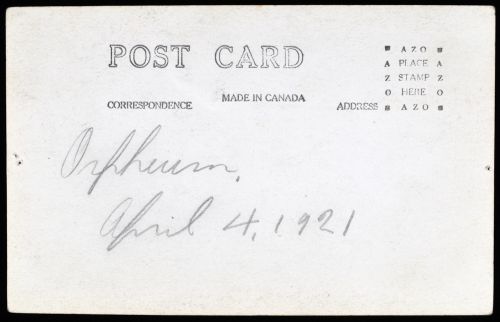 POST CARD
CORRESPONDENCE
MADE IN CANADA
ADDRESS
AZO
A PLACE A
Z STAMP Z
O HERE O
AZO
Orpheum,
April 4, 1921